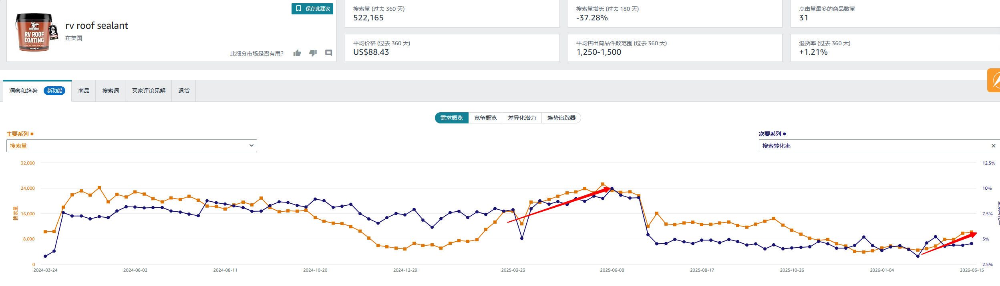 保存此建议
rv roof sealant
在美国
此细分市场是否有用?
RV ROOF
COATING
10
YEAR
搜索量 (过去 360 天)
522,165
搜索量增长 (过去 180 天)
-37.28%
点击量最多的商品数量
31
平均价格 (过去 360 天)
US$88.43
平均售出商品件数范围 (过去 360 天)
1,250-1,500
退货率 (过去 360 天)
+1.21%
洞察和趋势 新功能 商品 搜索词 买家评论见解 退货
需求概览 竞争概览 差异化潜力 趋势追踪器
主要系列
搜索量
次要系列
搜索转化率
32,000
24,000
16,000
8,000
0
搜索量
12.5%
10%
7.5%
5%
2.5%
2024-03-24 2024-06-02 2024-08-11 2024-10-20 2024-12-29 2025-03-23 2025-06-08 2025-08-17 2025-10-26 2026-01-04 2026-03-15